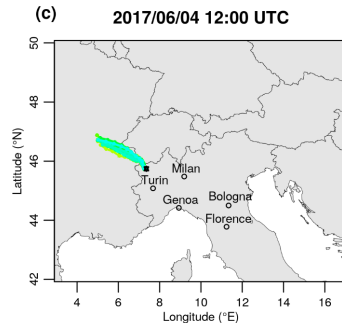 (c)
2017/06/04 12:00 UTC
50
48
46
44
42
Latitude (°N)
Milan
Turin
Genoa
Bologna
Florence
4
6
8
10
12
14
16
Longitude (°E)